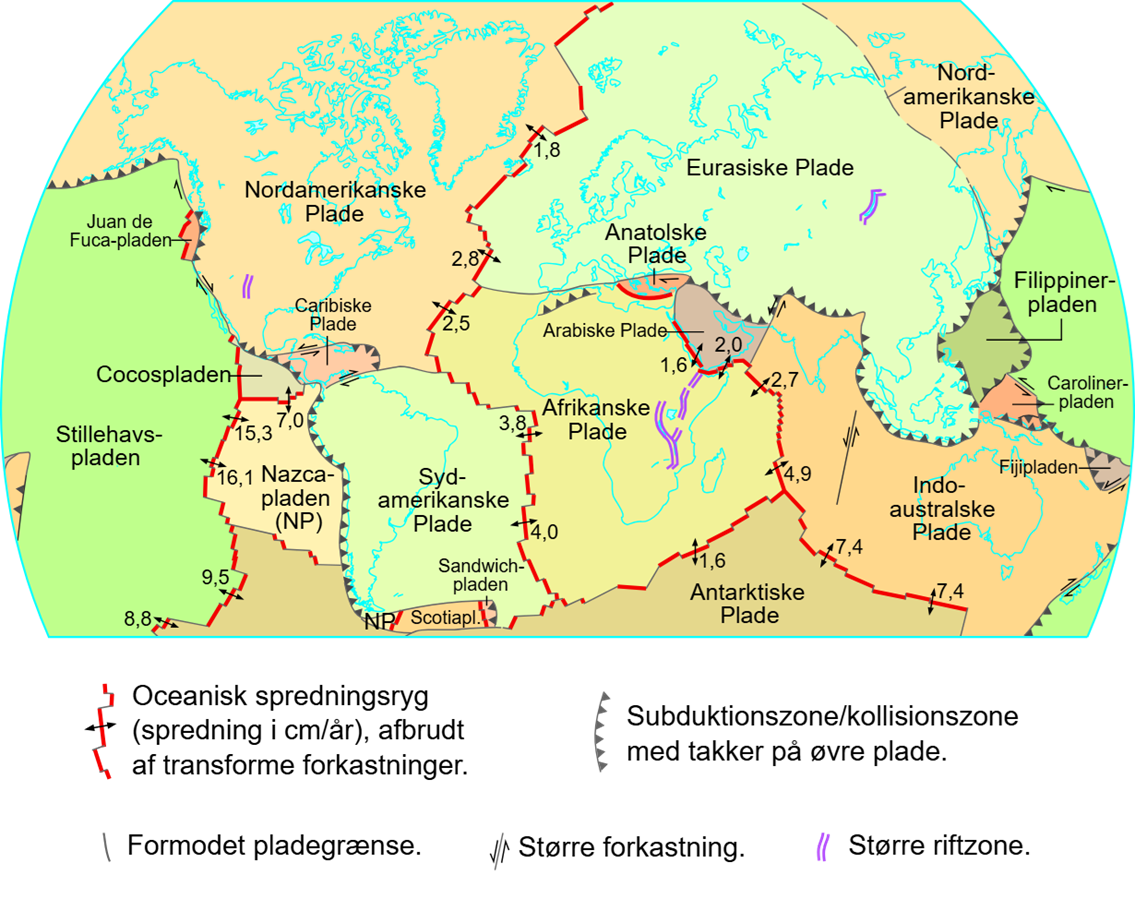 Nord-
amerikanske
Plade
1,8
Eurasiske Plade
Nordamerikanske
Plade
Juan de
Fuca-pladen
Anatolske
Plade
2,8
Filippiner-
pladen
Caribiske
Plade
2,5
Arabiske Plade
2,0
1,6
Cocospladen
2,7
Caroliner-
pladen
7,0
3,8
Afrikanske
Plade
15,3
Stillehavs-
pladen
16,1
Nazca-
pladen
(NP)
Syd-
amerikanske
Plade
4,9
Fijipladen
Indo-
australske
Plade
4,0
7,4
1,6
Sandwich-
pladen
9,5
7,4
Antarktiske
Plade
8,8
NP
Scotiapl.
Oceanisk spredningsryg
(spredning i cm/år), afbrudt
af transforme forkastninger.
Subduktionszone/kollisionszone
med takker på øvre plade.
Formodet pladegrænse.
Større forkastning.
Større riftzone.